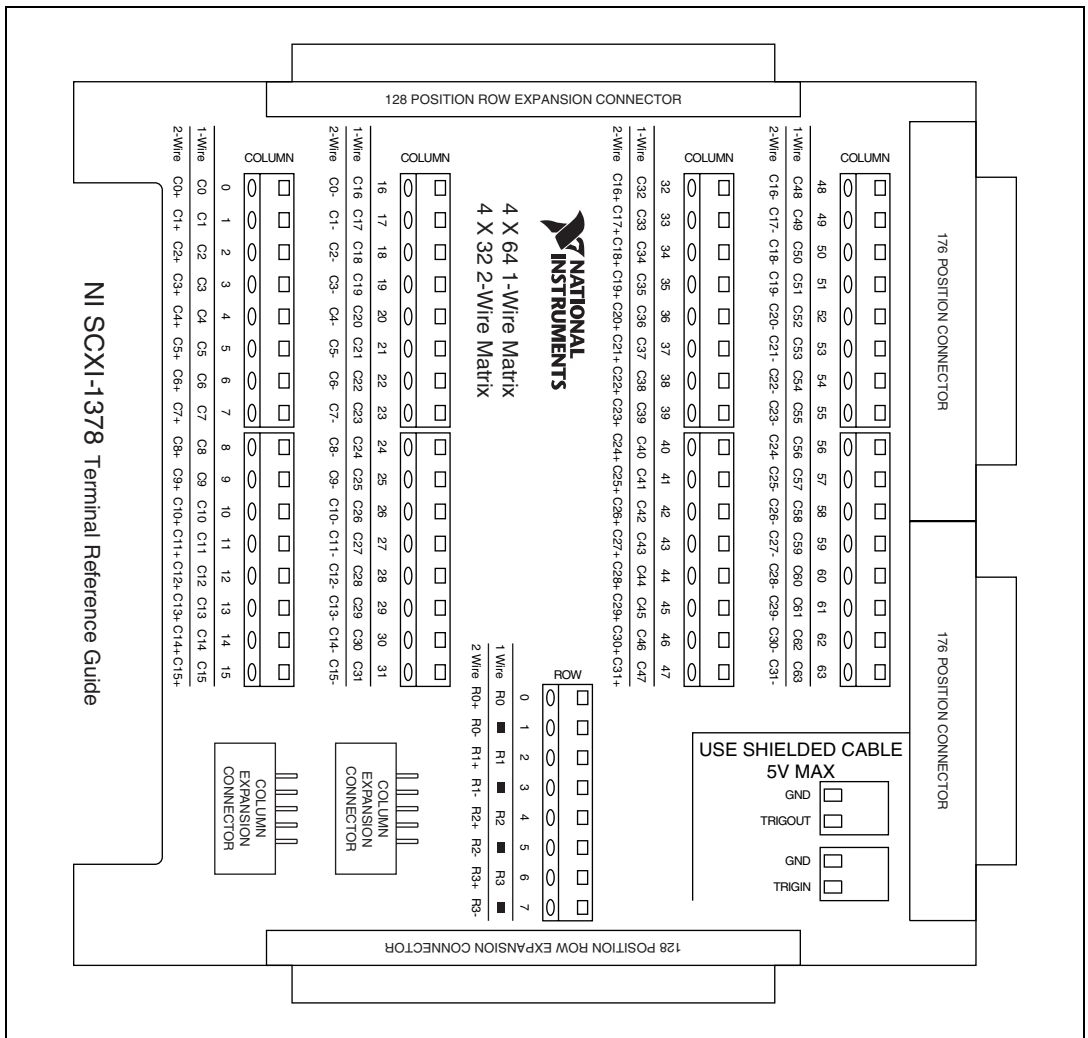 128 POSITION ROW EXPANSION CONNECTOR
176 POSITION CONNECTOR
176 POSITION CONNECTOR
COLUMN
0 1 2 3 4 5 6 7 8 9 10 11 12 13 14 15
1-Wire C0 C1 C2 C3 C4 C5 C6 C7 C8 C9 C10 C11 C12 C13 C14 C15
2-Wire C0+ C1+ C2+ C3+ C4+ C5+ C6+ C7+ C8+ C9+ C10+ C11+ C12+ C13+ C14+ C15+
COLUMN
16 17 18 19 20 21 22 23 24 25 26 27 28 29 30 31
1-Wire C16 C17 C18 C19 C20 C21 C22 C23 C24 C25 C26 C27 C28 C29 C30 C31
2-Wire C0- C1- C2- C3- C4- C5- C6- C7- C8- C9- C10- C11- C12- C13- C14- C15-
NATIONAL
INSTRUMENTS
4 X 64 1-Wire Matrix
4 X 32 2-Wire Matrix
COLUMN
32 33 34 35 36 37 38 39 40 41 42 43 44 45 46 47
1-Wire C32 C33 C34 C35 C36 C37 C38 C39 C40 C41 C42 C43 C44 C45 C46 C47
2-Wire C16+ C17+ C18+ C19+ C20+ C21+ C22+ C23+ C24+ C25+ C26+ C27+ C28+ C29+ C30+ C31+
COLUMN
48 49 50 51 52 53 54 55 56 57 58 59 60 61 62 63
1-Wire C48 C49 C50 C51 C52 C53 C54 C55 C56 C57 C58 C59 C60 C61 C62 C63
2-Wire C16- C17- C18- C19- C20- C21- C22- C23- C24- C25- C26- C27- C28- C29- C30- C31-
NI SCXI-1378 Terminal Reference Guide
ROW
0 1 2 3 4 5 6 7
1 Wire R0 R1 R2 R3
2 Wire R0+ R0- R1+ R1- R2+ R2- R3+ R3-
COLUMN
EXPANSION
CONNECTOR
COLUMN
EXPANSION
CONNECTOR
USE SHIELDED CABLE
5V MAX
GND
TRIGOUT
GND
TRIGIN
128 POSITION ROW EXPANSION CONNECTOR